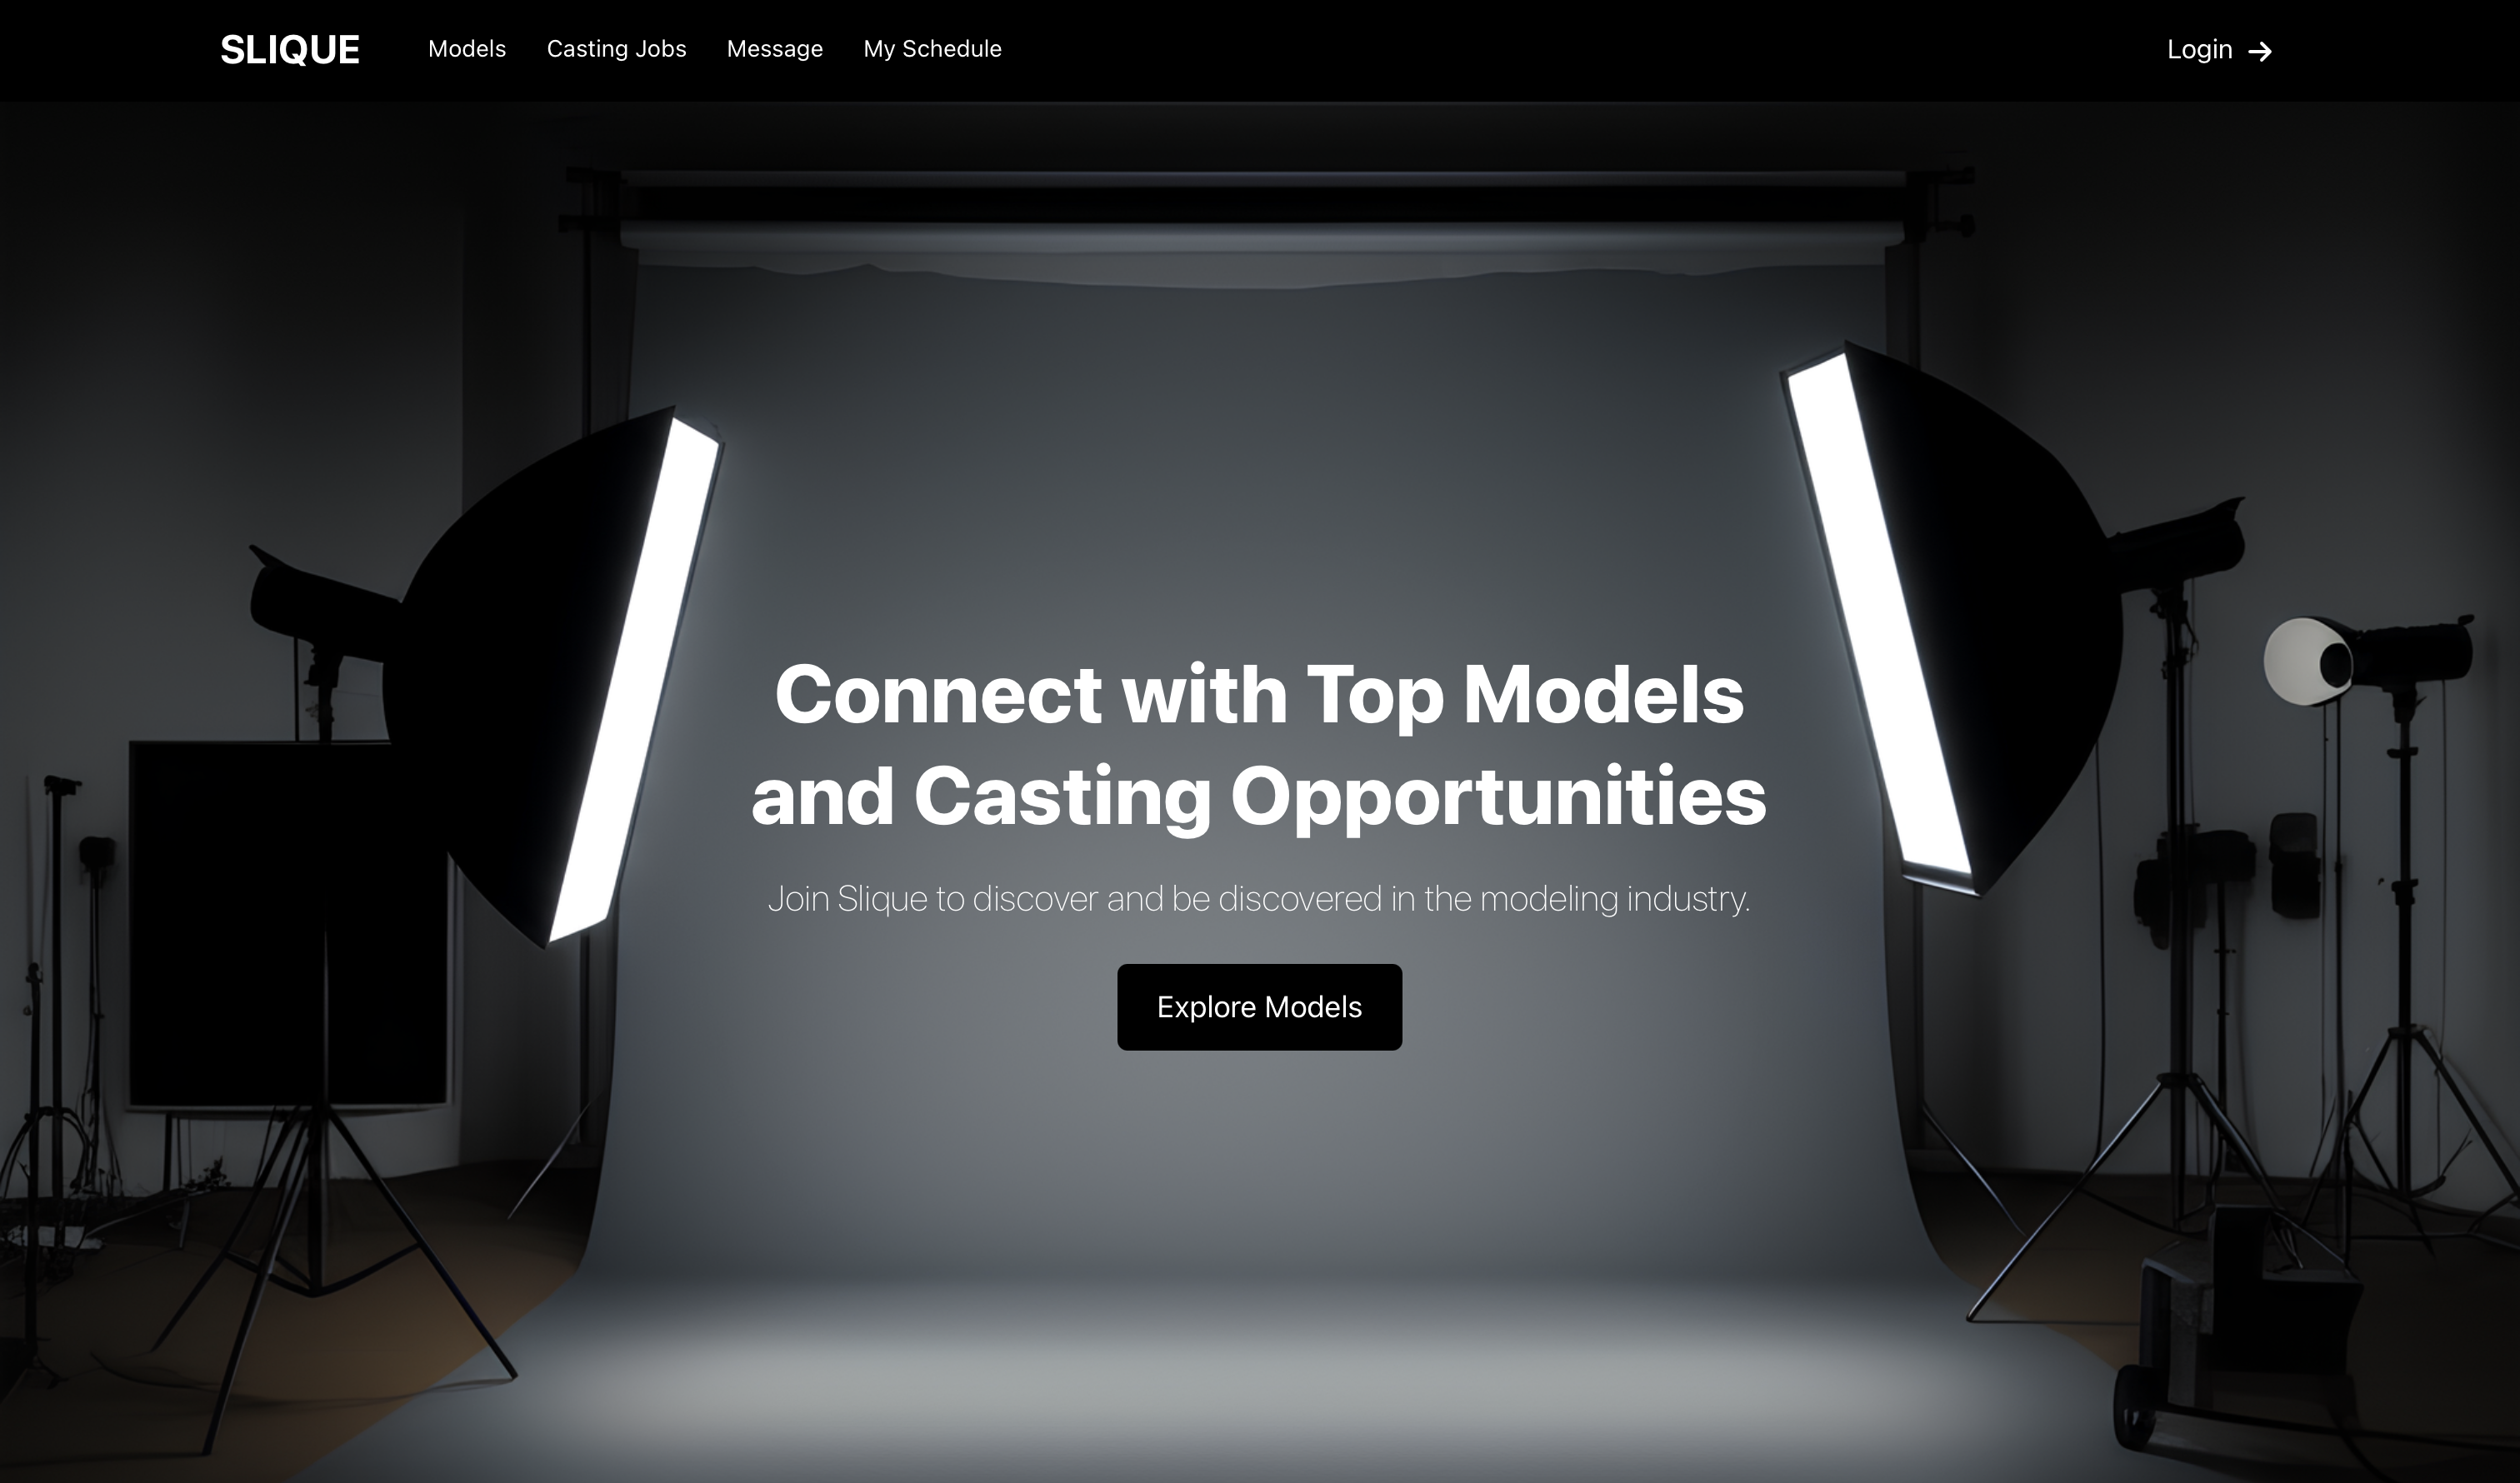 SLIQUE Models Casting Jobs Message My Schedule Login
Connect with Top Models
and Casting Opportunities
Join Slique to discover and be discovered in the modeling industry.
Explore Models